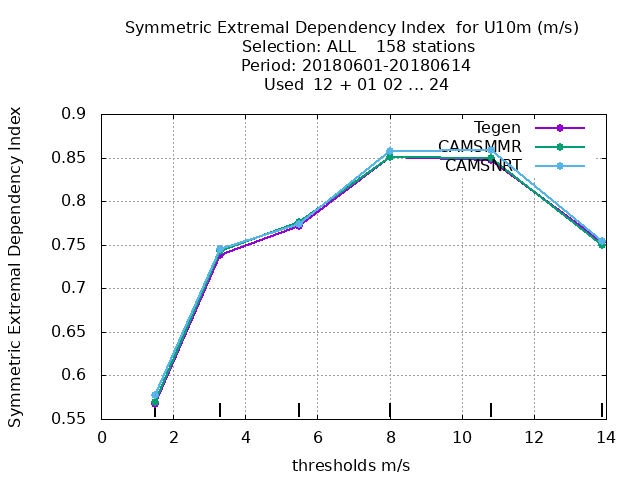 Symmetric Extremal Dependency Index for U10m (m/s)
Selection: ALL 158 stations
Period: 20180601-20180614
Used 12 + 01 02 ... 24
Symmetric Extremal Dependency Index
0.9
0.85
0.8
0.75
0.7
0.65
0.6
0.55
Tegen
CAMSMMR
CAMSNRT
0 2 4 6 8 10 12 14
thresholds m/s